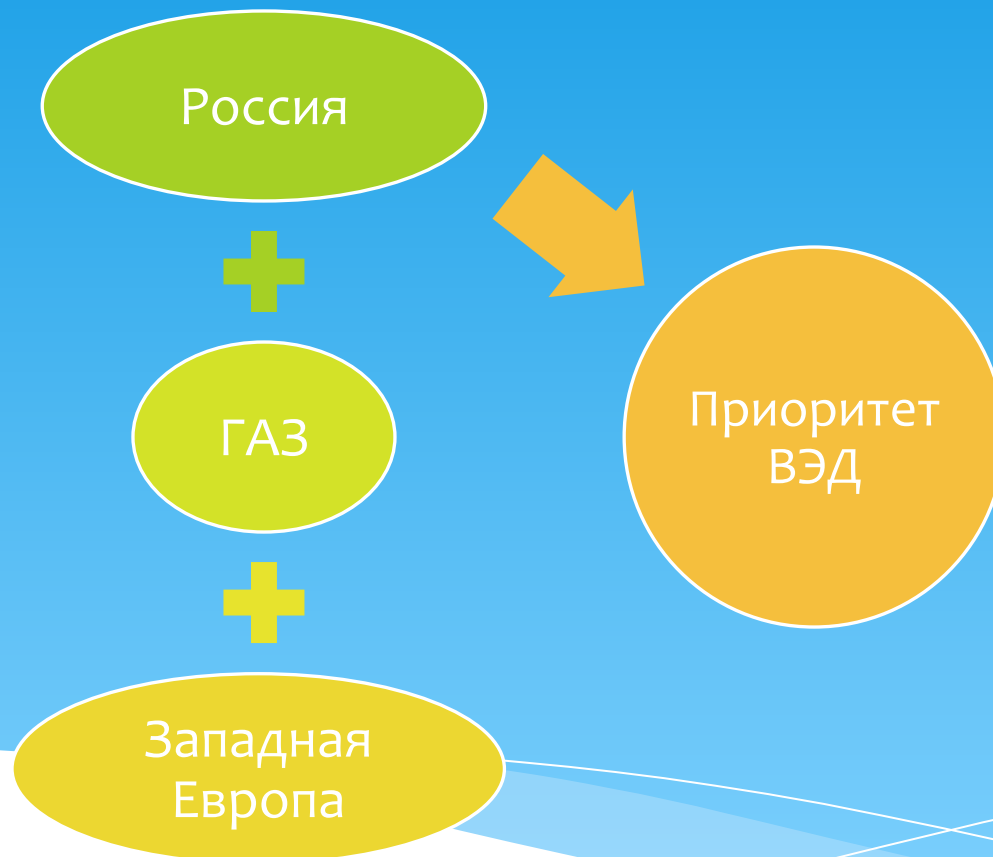 Россия
ГАЗ
Западная
Европа
Приоритет
ВЭД